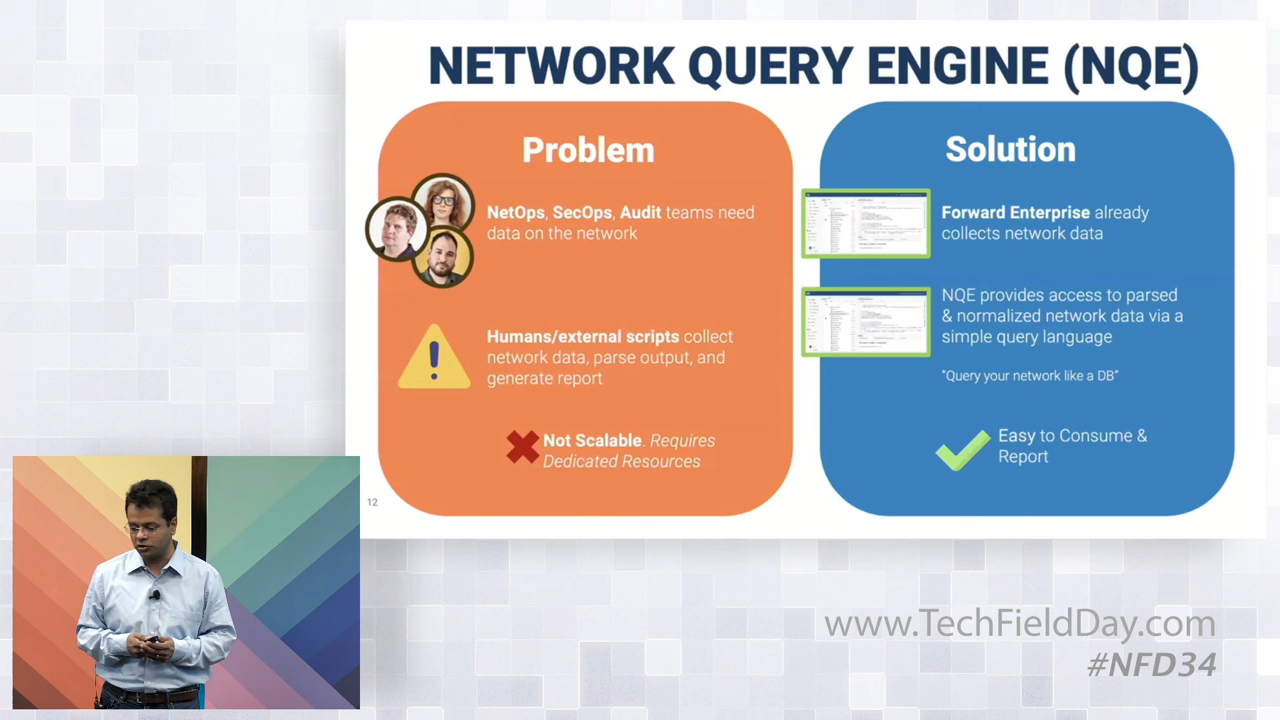 NETWORK QUERY ENGINE (NQE)
Problem
NetOps, SecOps, Audit teams need
data on the network
Humans/external scripts collect
network data, parse output, and
generate report
Not Scalable. Requires
Dedicated Resources
12
Solution
Forward Enterprise already
collects network data
NQE provides access to parsed
& normalized network data via a
simple query language
“Query your network like a DB”
Easy to Consume &
Report
www.TechFieldDay.com
#NFD34